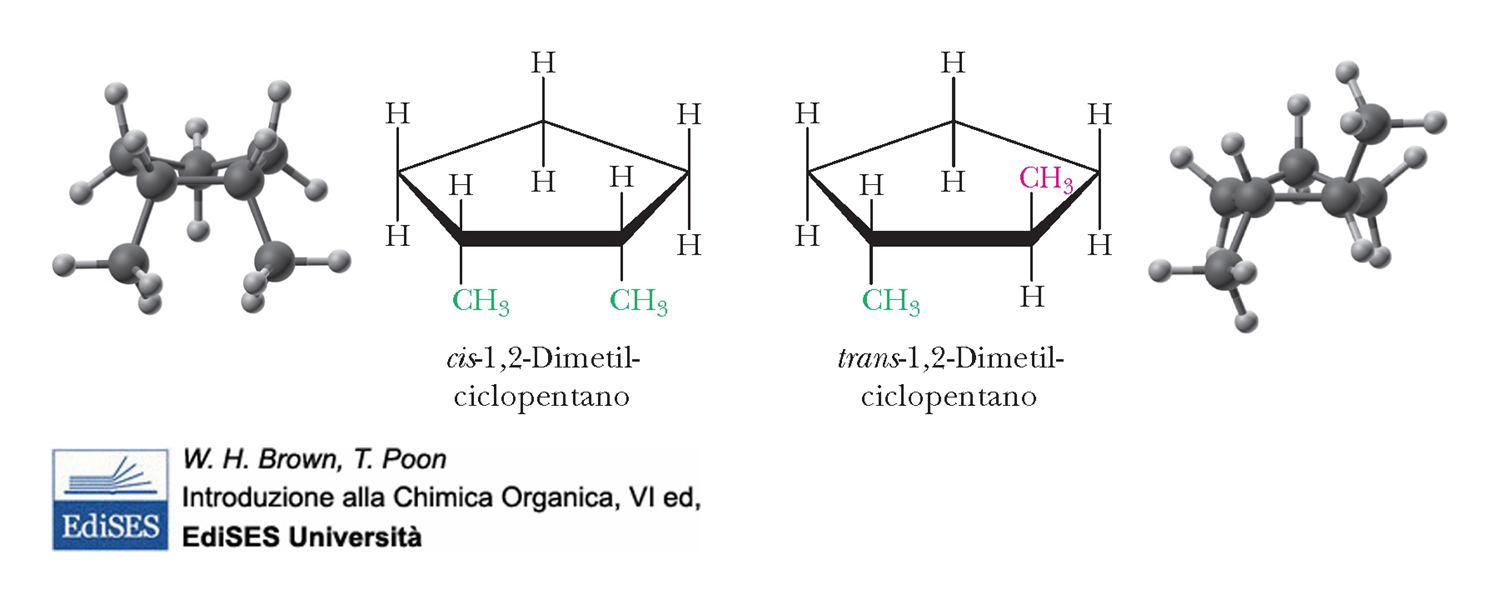 H
H
H
H
H
H
H
H
CH3
CH3
cis-1,2-Dimetil-
ciclopentano
H
H
H
H
CH3
H
H
H
CH3
H
trans-1,2-Dimetil-
ciclopentano
W. H. Brown, T. Poon
Introduzione alla Chimica Organica, VI ed,
EdiSES Università
EdiSES